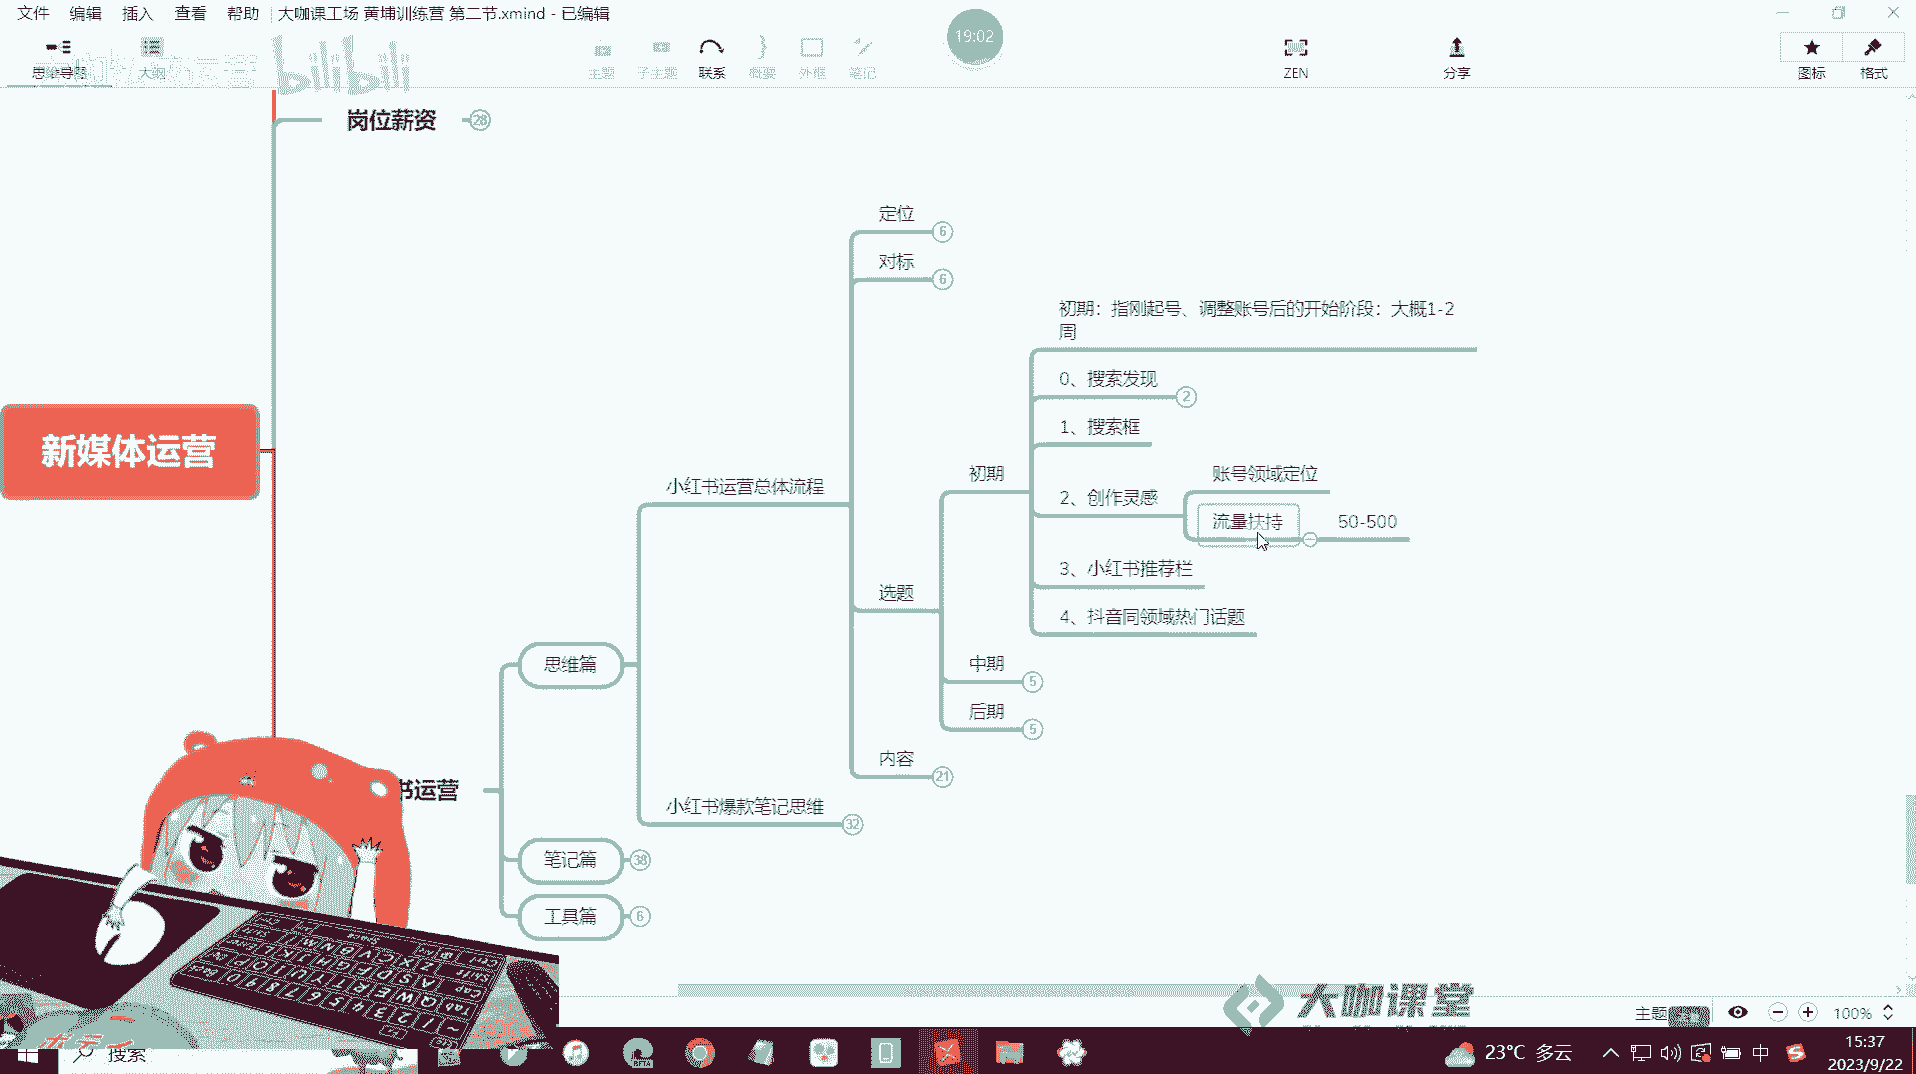 文件 编辑 插入 查看 帮助 大咖课工场 黄埔训练营 第二节.xmind - 已编辑
19:02
bilibili
思维导图 大纲 主题 子主题 联系 概要 外框 笔记 ZEN 分享 图标 格式
岗位薪资 28
定位 6
对标 6
初期：指刚起号、调整账号后的开始阶段：大概1-2
周
0、搜索发现 2
1、搜索框
新媒体运营
初期
账号领域定位
小红书运营总体流程
2、创作灵感
流量扶持 50-500
3、小红书推荐栏
选题
4、抖音同领域热门话题
思维篇
中期 5
后期 5
内容 21
书运营
小红书爆款笔记思维 32
笔记篇 38
工具篇 6
大咖课堂
主题 100%
搜索
BETA
23°C 多云
中
15:37
2023/9/22